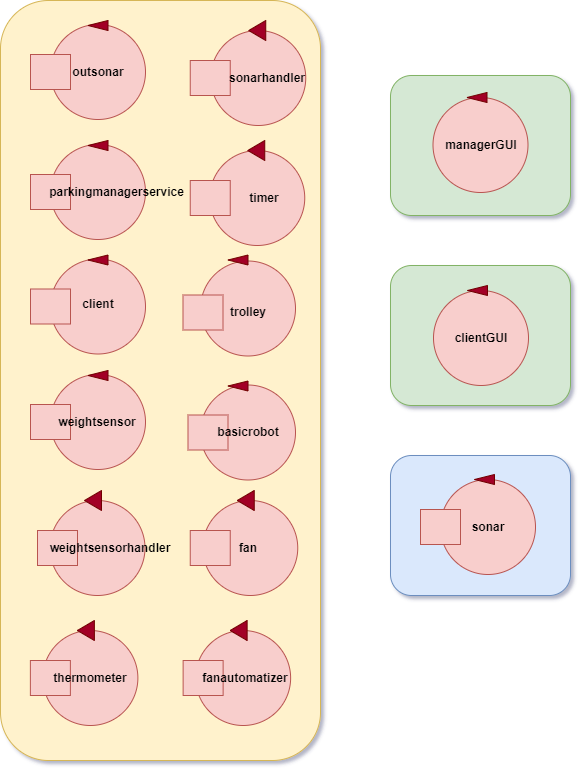 outsonar
sonarhandler
parkingmanagerservice
timer
client
trolley
weightsensor
basicrobot
weightsensorhandler
fan
thermometer
fanautomatizer
managerGUI
clientGUI
sonar